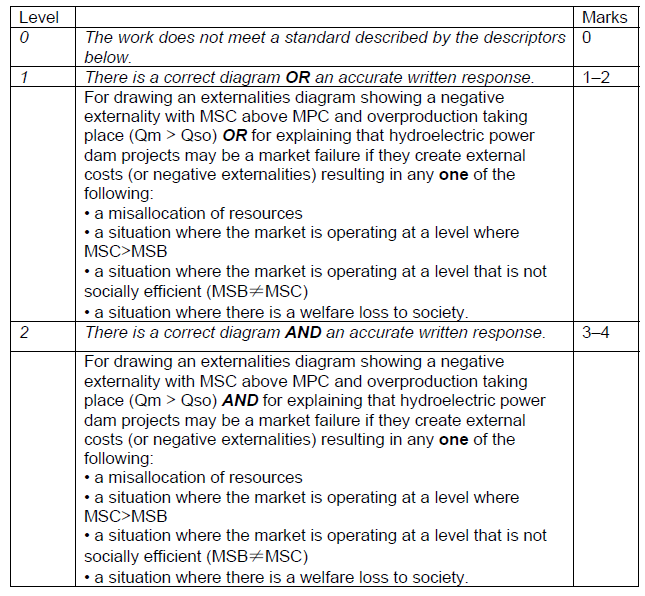 Level Marks
0 The work does not meet a standard described by the descriptors 0
below.
1 There is a correct diagram OR an accurate written response. 1–2
For drawing an externalities diagram showing a negative
externality with MSC above MPC and overproduction taking
place (Qm > Qso) OR for explaining that hydroelectric power
dam projects may be a market failure if they create external
costs (or negative externalities) resulting in any one of the
following:
• a misallocation of resources
• a situation where the market is operating at a level where
MSC>MSB
• a situation where the market is operating at a level that is not
socially efficient (MSB≠MSC)
• a situation where there is a welfare loss to society.
2 There is a correct diagram AND an accurate written response. 3–4
For drawing an externalities diagram showing a negative
externality with MSC above MPC and overproduction taking
place (Qm > Qso) AND for explaining that hydroelectric power
dam projects may be a market failure if they create external
costs (or negative externalities) resulting in any one of the
following:
• a misallocation of resources
• a situation where the market is operating at a level where
MSC>MSB
• a situation where the market is operating at a level that is not
socially efficient (MSB≠MSC)
• a situation where there is a welfare loss to society.